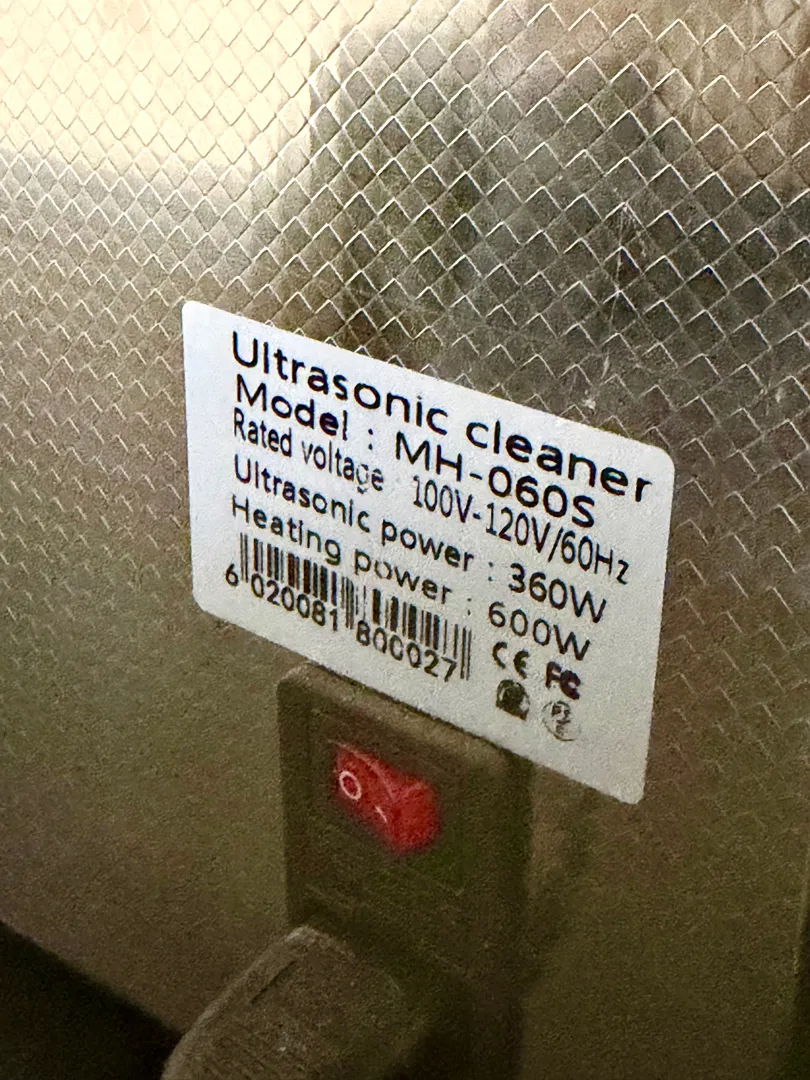 Ultrasonic cleaner
Model : MH-060S
Rated voltage : 100V-120V/60Hz
Ultrasonic power : 360W
Heating power : 600W
6 020081 800027
CE FC